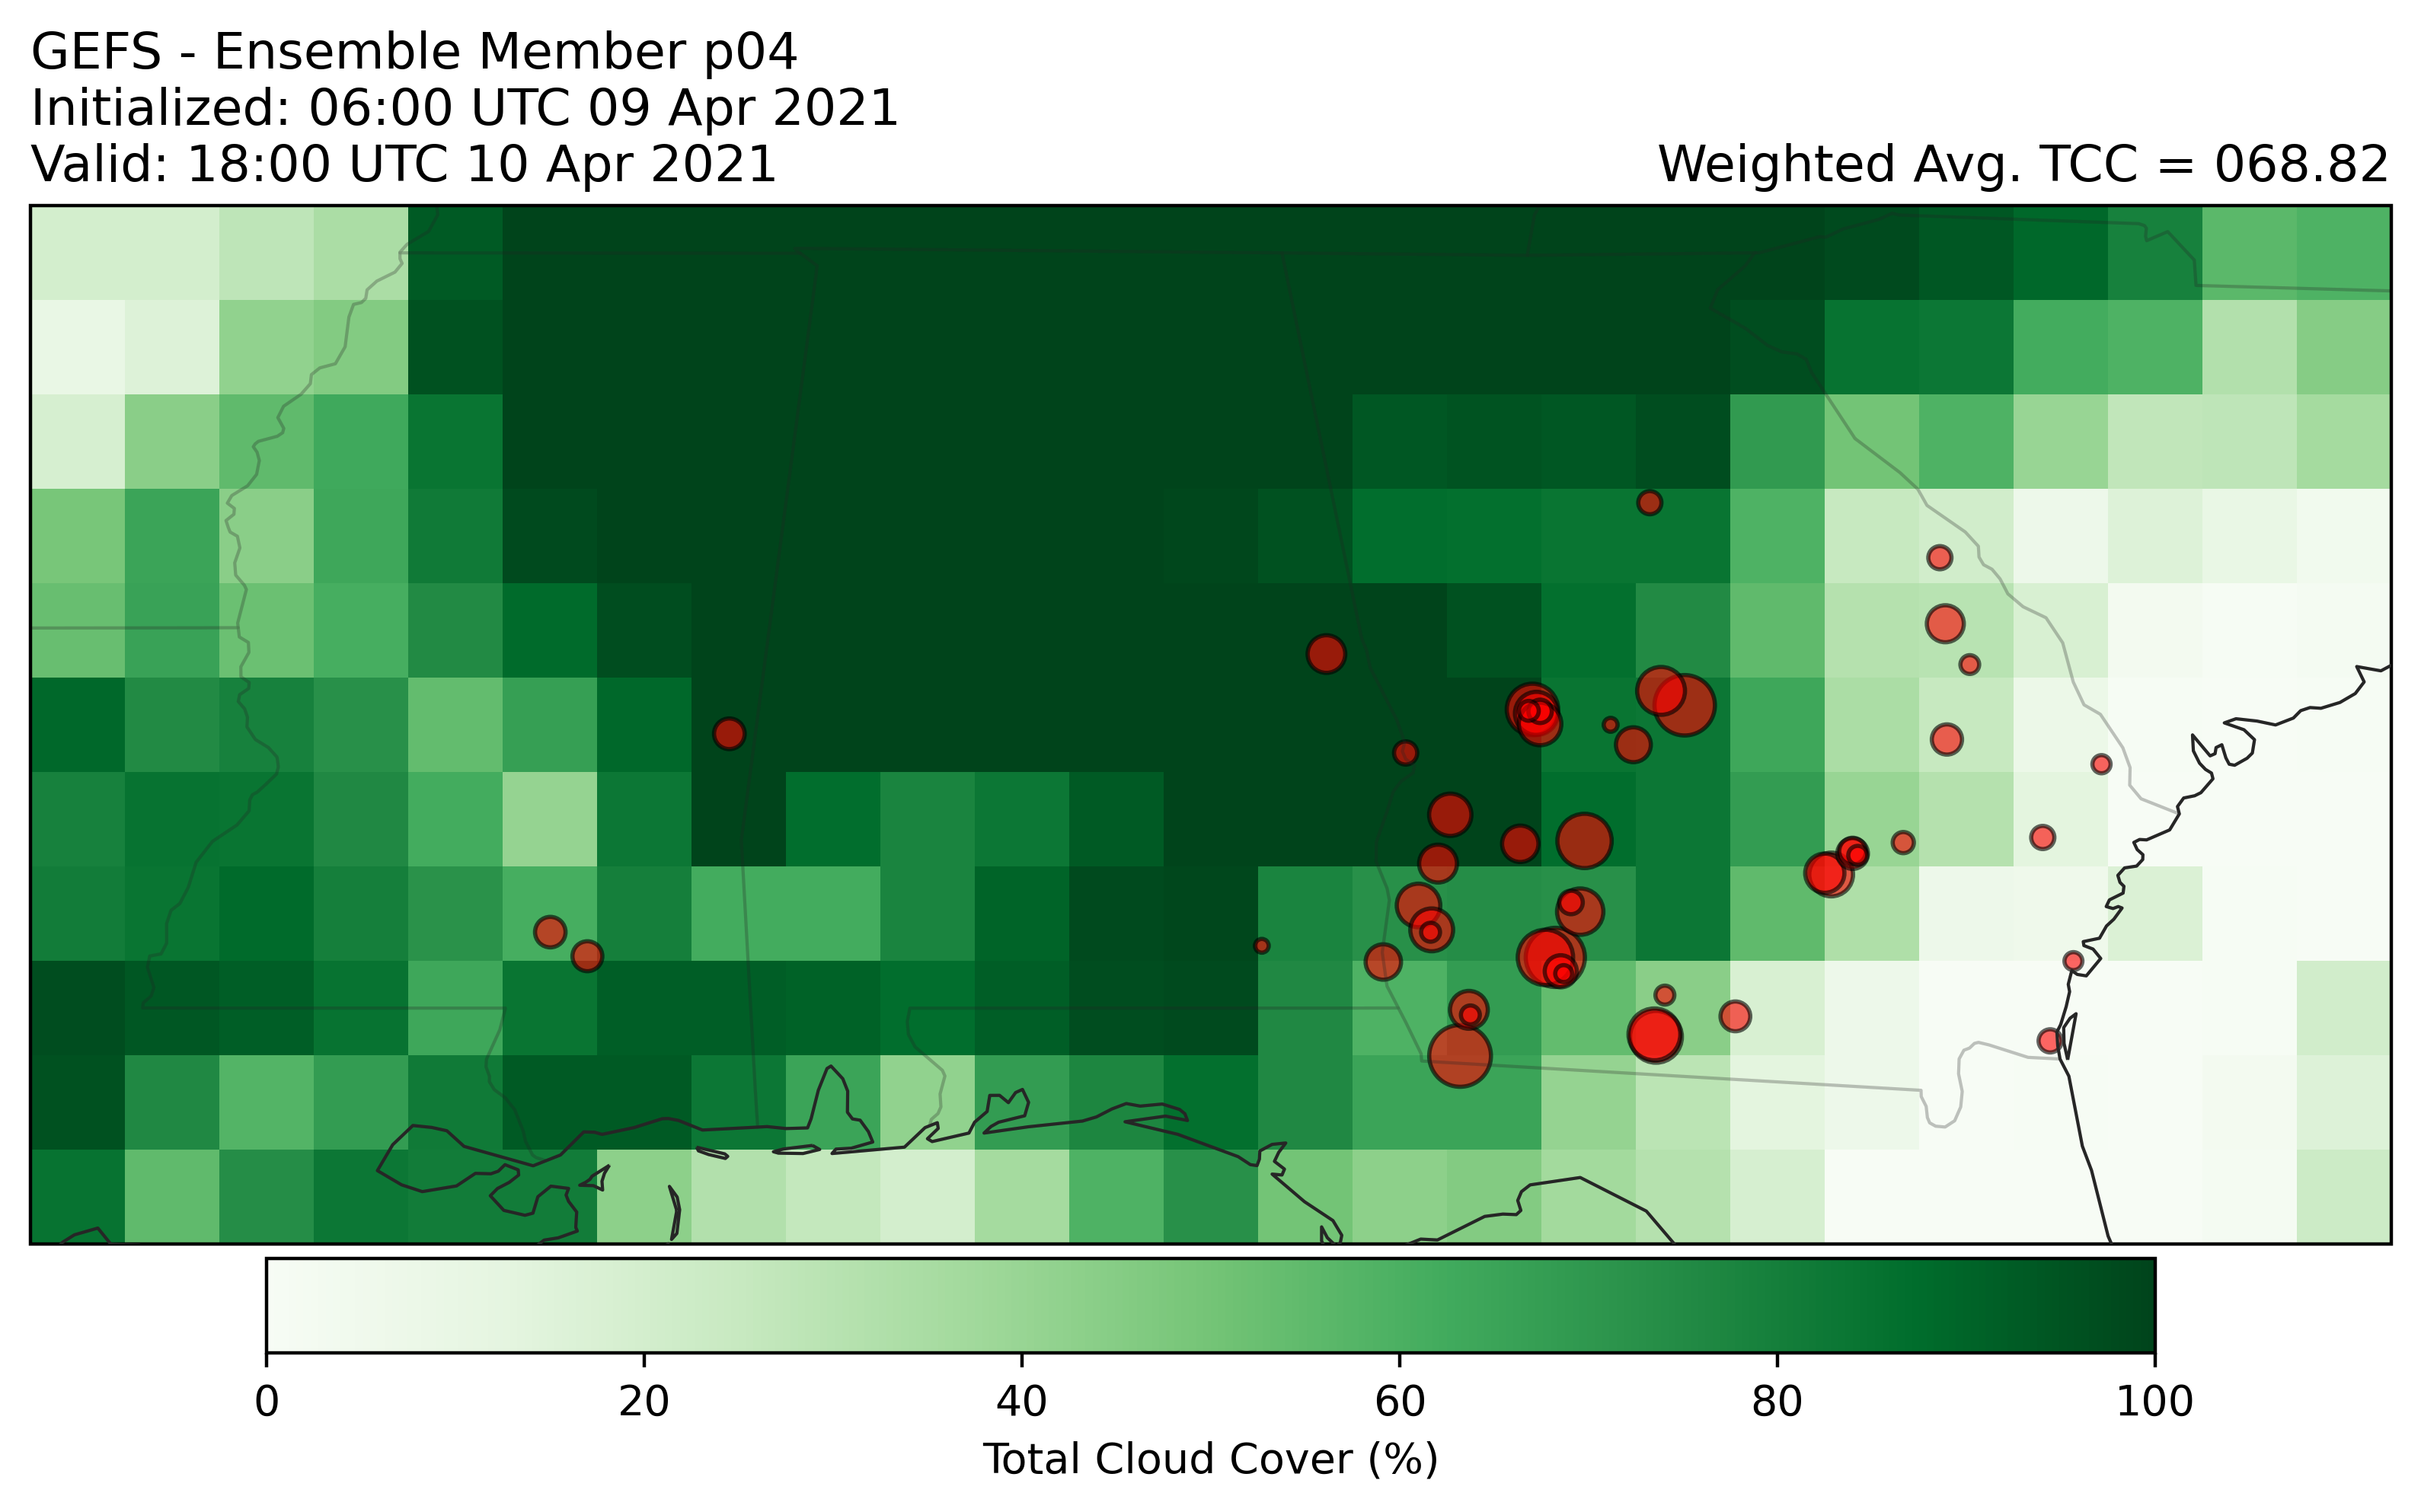 GEFS - Ensemble Member p04
Initialized: 06:00 UTC 09 Apr 2021
Valid: 18:00 UTC 10 Apr 2021
Weighted Avg. TCC = 068.82
0 20 40 60 80 100
Total Cloud Cover (%)